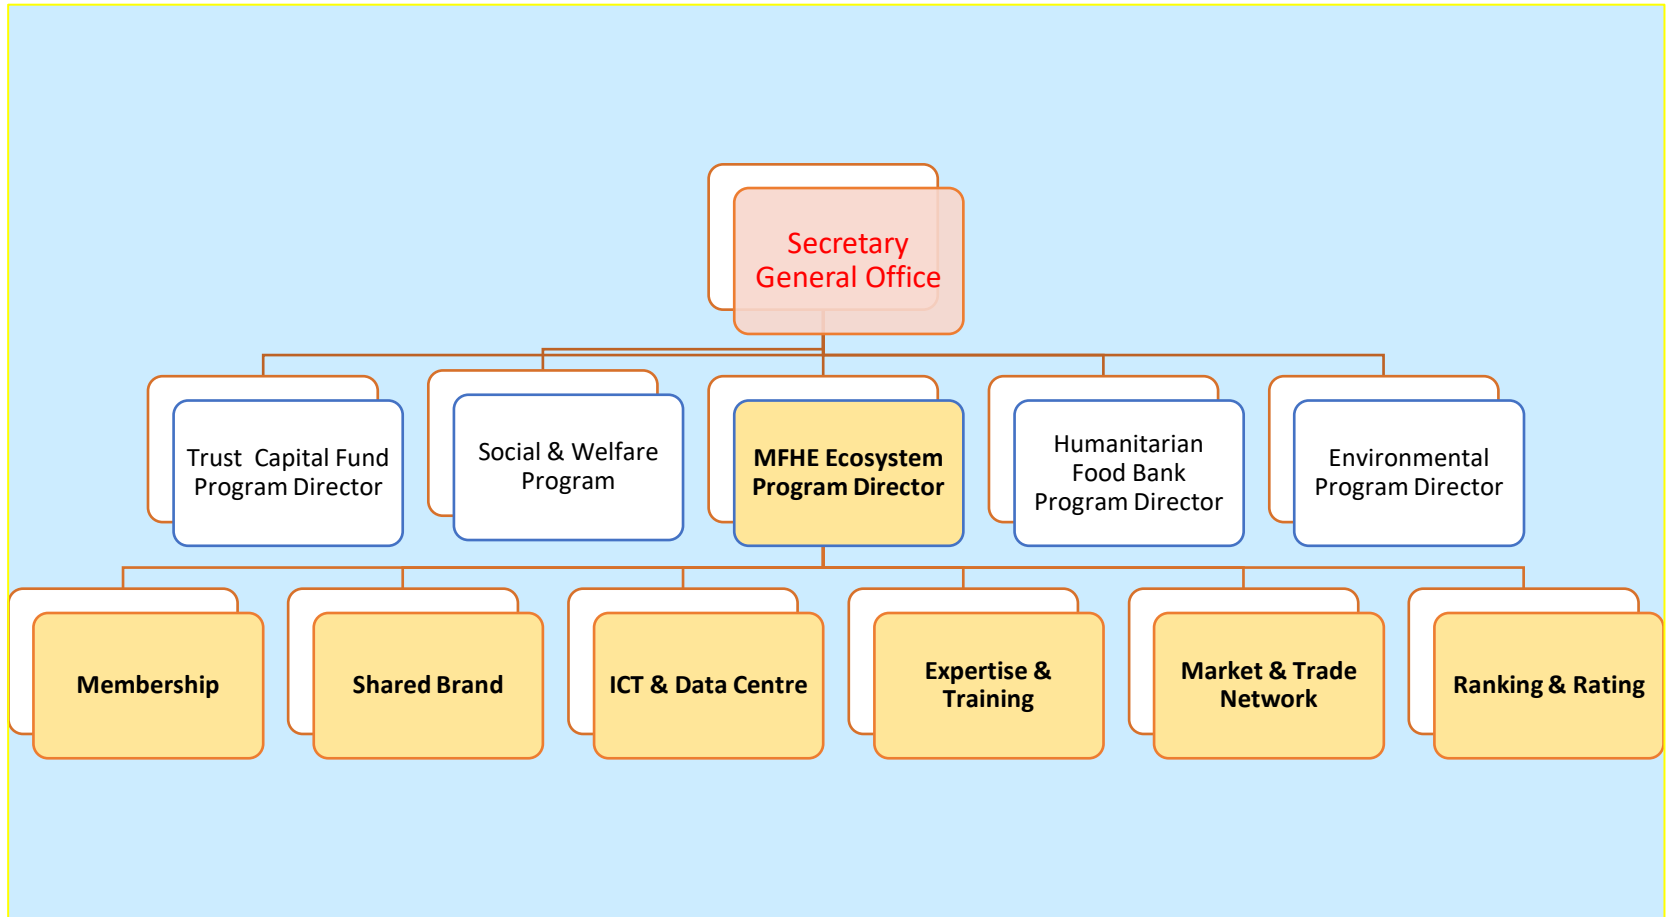 Secretary
General Office
Trust  Capital Fund
Program Director
Social & Welfare
Program
MFHE Ecosystem
Program Director
Humanitarian
Food Bank
Program Director
Environmental
Program Director
Membership
Shared Brand
ICT & Data Centre
Expertise &
Training
Market & Trade
Network
Ranking & Rating